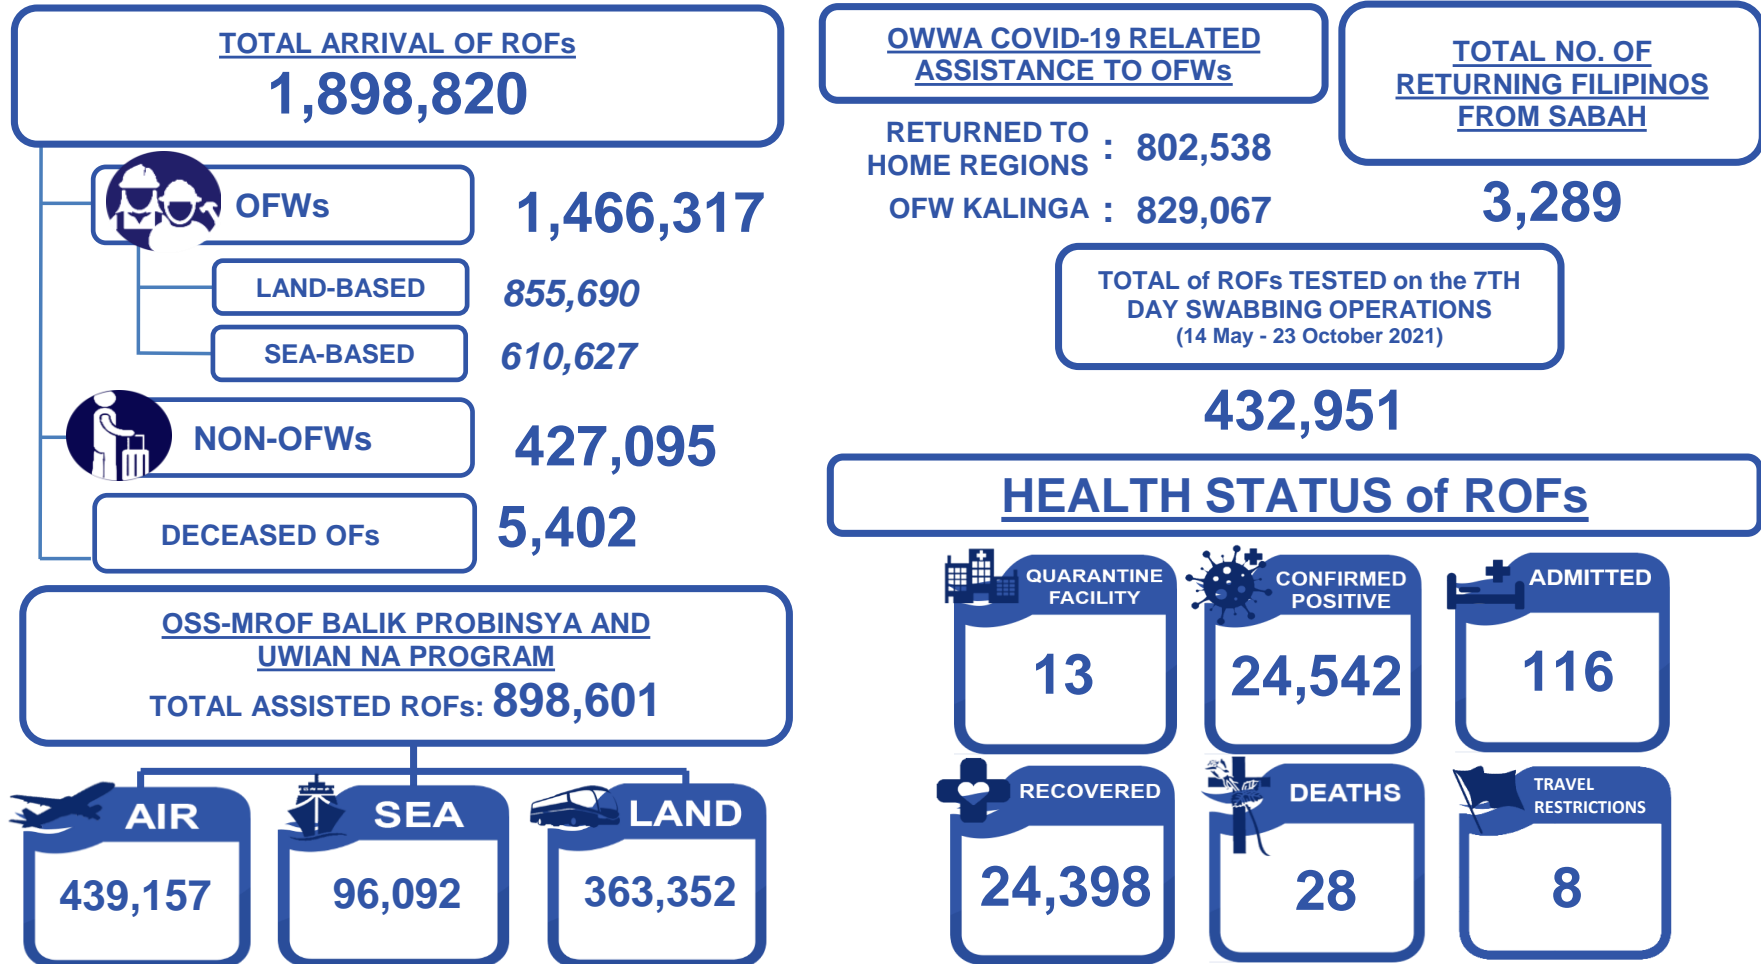 TOTAL ARRIVAL OF ROFs
1,898,820
OFWs 1,466,317
LAND-BASED 855,690
SEA-BASED 610,627
NON-OFWs 427,095
DECEASED OFs 5,402
OSS-MROF BALIK PROBINSYA AND
UWIAN NA PROGRAM
TOTAL ASSISTED ROFs: 898,601
AIR
439,157
SEA
96,092
LAND
363,352
OWWA COVID-19 RELATED
ASSISTANCE TO OFWs
RETURNED TO
HOME REGIONS : 802,538
OFW KALINGA : 829,067
TOTAL NO. OF
RETURNING FILIPINOS
FROM SABAH
3,289
TOTAL of ROFs TESTED on the 7TH
DAY SWABBING OPERATIONS
(14 May - 23 October 2021)
432,951
HEALTH STATUS of ROFs
QUARANTINE
FACILITY
13
CONFIRMED
POSITIVE
24,542
ADMITTED
116
RECOVERED
24,398
DEATHS
28
TRAVEL
RESTRICTIONS
8